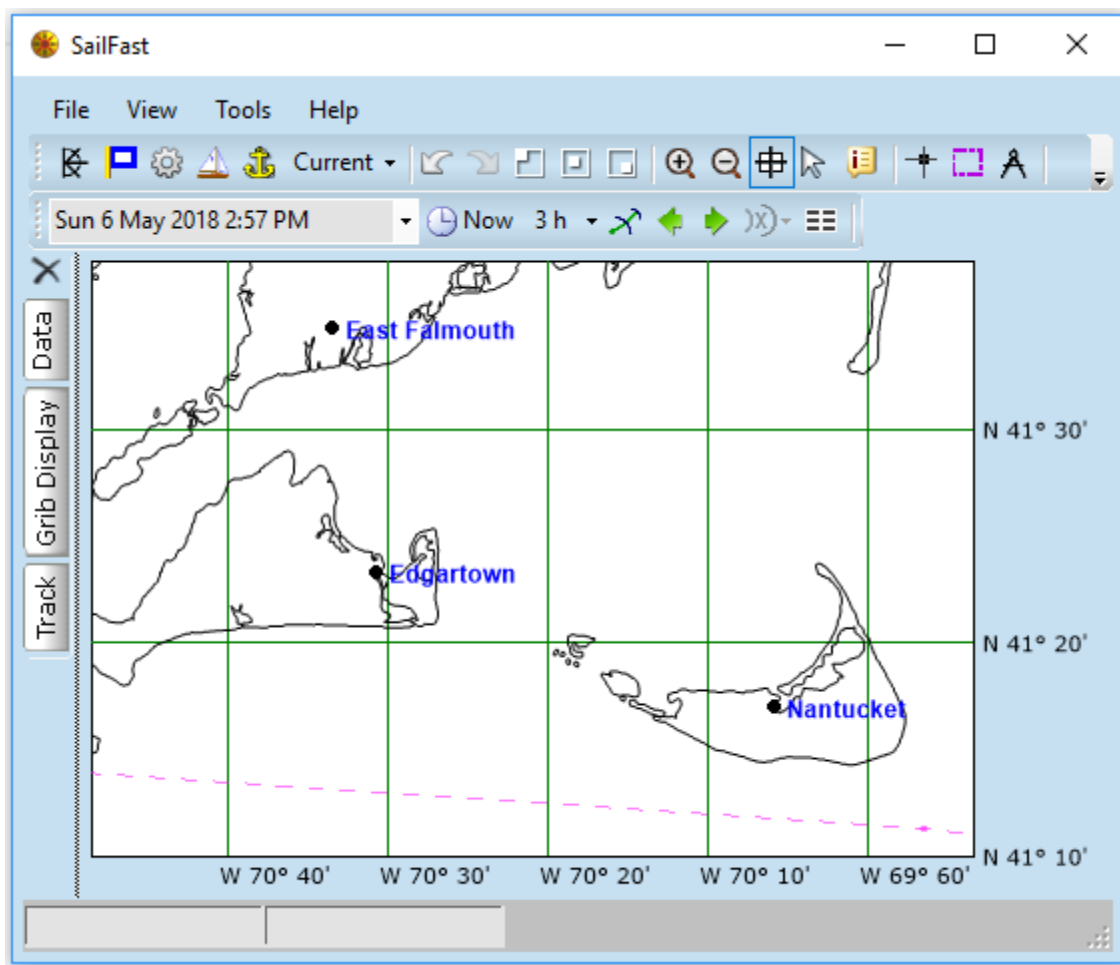 SailFast
File View Tools Help
Current
Sun 6 May 2018 2:57 PM Now 3 h
Data
Grib Display
Track
East Falmouth
N 41° 30'
Edgartown
N 41° 20'
Nantucket
N 41° 10'
W 70° 40' W 70° 30' W 70° 20' W 70° 10' W 69° 60'